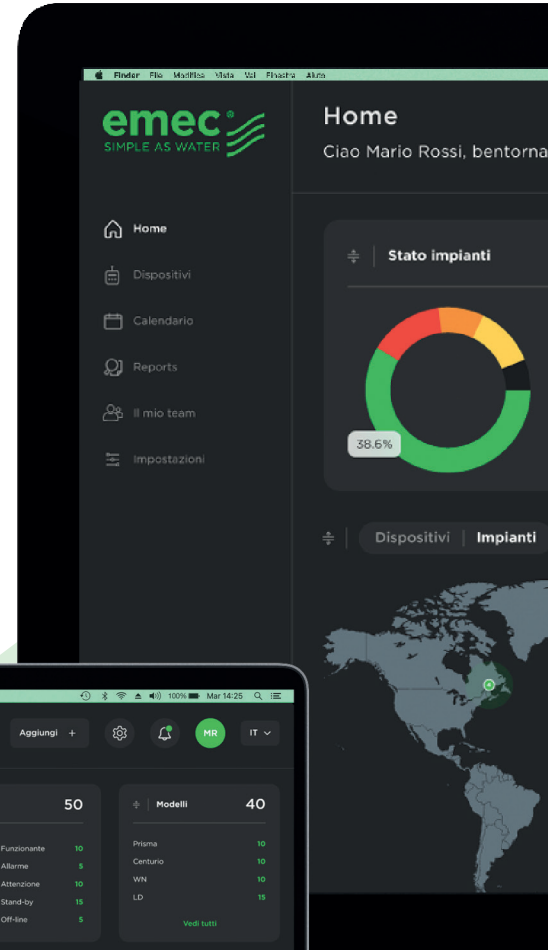 Finder File Modifica Vista Vai Finestra Aiuto
emec®
SIMPLE AS WATER
Home
Ciao Mario Rossi, bentorna
Home
Dispositivi
Calendario
Reports
Il mio team
Impostazioni
Stato impianti
38.6%
Dispositivi | Impianti
100% Mar 14:25
Aggiungi +
MR
IT
50
Funzionante 10
Allarme 5
Attenzione 10
Stand-by 15
Off-line 5
Modelli 40
Prisma 10
Centurio 10
WN 10
LD 15
Vedi tutti